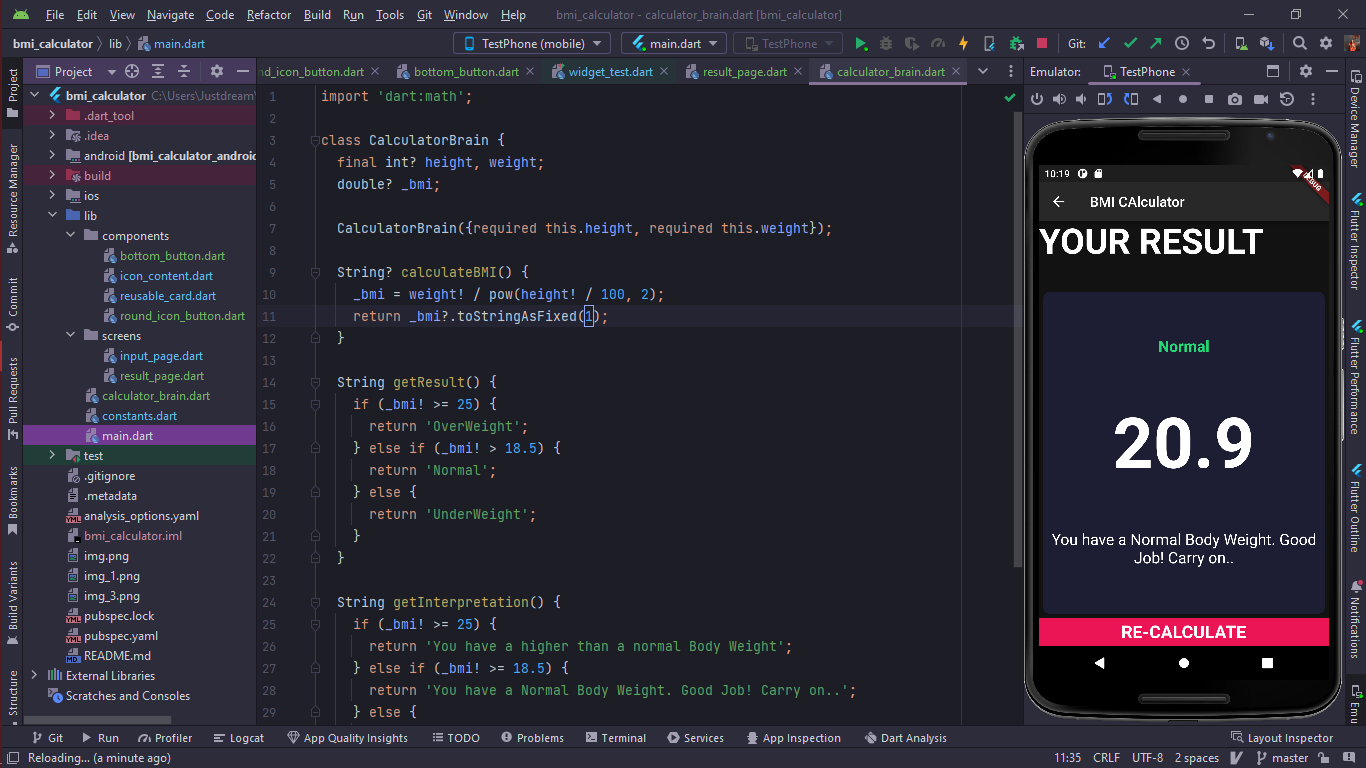 File Edit View Navigate Code Refactor Build Run Tools Git Window Help bmi_calculator - calculator_brain.dart [bmi_calculator]
bmi_calculator lib main.dart TestPhone (mobile) main.dart TestPhone Git:
Project nd_icon_button.dart bottom_button.dart widget_test.dart result_page.dart calculator_brain.dart Emulator: TestPhone
Project
Resource Manager
Commit
Pull Requests
Bookmarks
Build Variants
Structure
bmi_calculator C:\Users\Justdream\
.dart_tool
.idea
android [bmi_calculator_android
build
ios
lib
components
bottom_button.dart
icon_content.dart
reusable_card.dart
round_icon_button.dart
screens
input_page.dart
result_page.dart
calculator_brain.dart
constants.dart
main.dart
test
.gitignore
.metadata
analysis_options.yaml
bmi_calculator.iml
img.png
img_1.png
img_3.png
pubspec.lock
pubspec.yaml
README.md
External Libraries
Scratches and Consoles
1 import 'dart:math';
2
3 class CalculatorBrain {
4 final int? height, weight;
5 double? _bmi;
6
7 CalculatorBrain({required this.height, required this.weight});
8
9 String? calculateBMI() {
10 _bmi = weight! / pow(height! / 100, 2);
11 return _bmi?.toStringAsFixed(1);
12 }
13
14 String getResult() {
15 if (_bmi! >= 25) {
16 return 'OverWeight';
17 } else if (_bmi! > 18.5) {
18 return 'Normal';
19 } else {
20 return 'UnderWeight';
21 }
22 }
23
24 String getInterpretation() {
25 if (_bmi! >= 25) {
26 return 'You have a higher than a normal Body Weight';
27 } else if (_bmi! >= 18.5) {
28 return 'You have a Normal Body Weight. Good Job! Carry on..';
29 } else {
10:19
DEBUG
BMI CAlculator
YOUR RESULT
Normal
20.9
You have a Normal Body Weight. Good
Job! Carry on..
RE-CALCULATE
Device Manager
Flutter Inspector
Flutter Performance
Flutter Outline
Notifications
Emu
Git Run Profiler Logcat App Quality Insights TODO Problems Terminal Services App Inspection Dart Analysis Layout Inspector
Reloading... (a minute ago) 11:35 CRLF UTF-8 2 spaces master